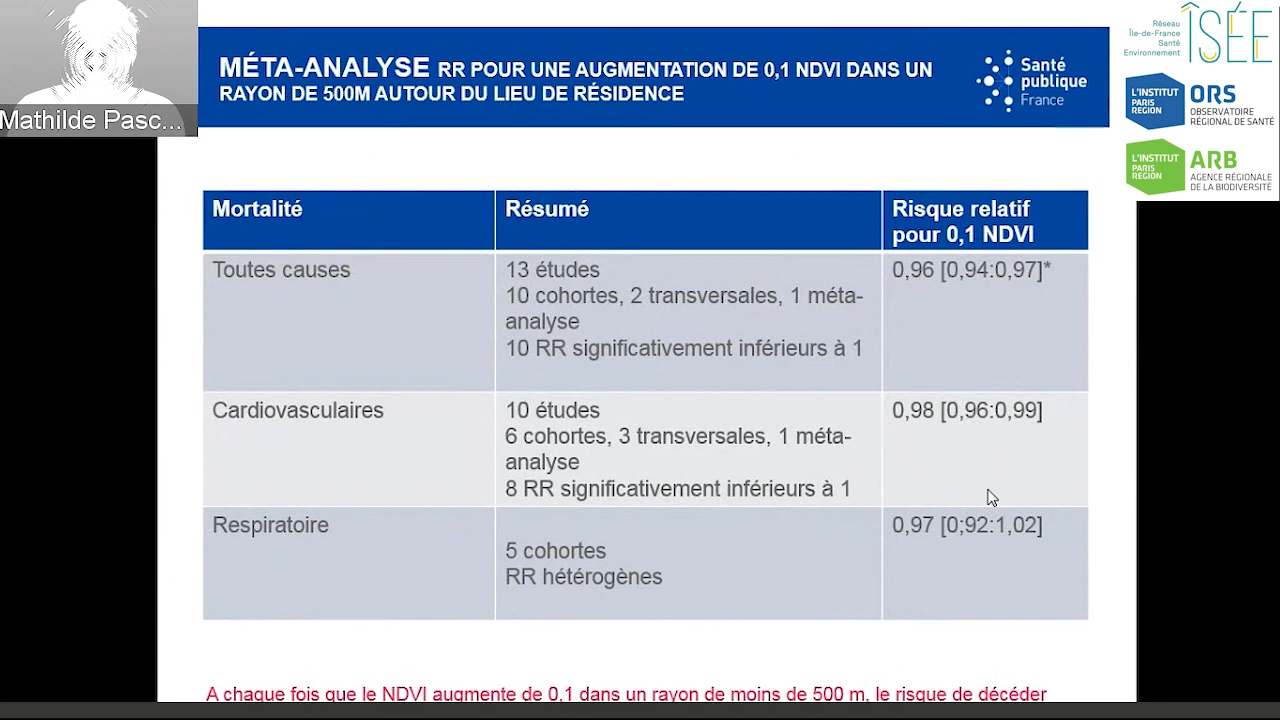 Mathilde Pasc...
MÉTA-ANALYSE RR POUR UNE AUGMENTATION DE 0,1 NDVI DANS UN
RAYON DE 500M AUTOUR DU LIEU DE RÉSIDENCE
Santé
publique
France
Réseau
Île-de-France
Santé
Environnement
ÎSÉE
L'INSTITUT
PARIS
REGION
ORS
OBSERVATOIRE
RÉGIONAL DE SANTÉ
L'INSTITUT
PARIS
REGION
ARB
AGENCE RÉGIONALE
DE LA BIODIVERSITÉ
Mortalité
Résumé
Risque relatif
pour 0,1 NDVI
Toutes causes
13 études
10 cohortes, 2 transversales, 1 méta-
analyse
10 RR significativement inférieurs à 1
0,96 [0,94:0,97]*
Cardiovasculaires
10 études
6 cohortes, 3 transversales, 1 méta-
analyse
8 RR significativement inférieurs à 1
0,98 [0,96:0,99]
Respiratoire
5 cohortes
RR hétérogènes
0,97 [0;92:1,02]
A chaque fois que le NDVI augmente de 0,1 dans un rayon de moins de 500 m, le risque de décéder